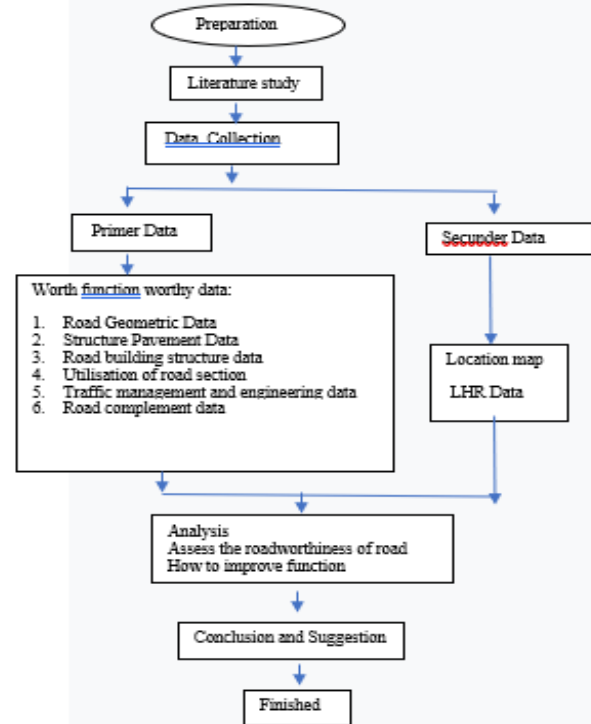 Preparation
Literature study
Data Collection
Primer Data
Secunder Data
Worth function worthy data:
1. Road Geometric Data
2. Structure Pavement Data
3. Road building structure data
4. Utilisation of road section
5. Traffic management and engineering data
6. Road complement data
Location map
LHR Data
Analysis
Assess the roadworthiness of road
How to improve function
Conclusion and Suggestion
Finished